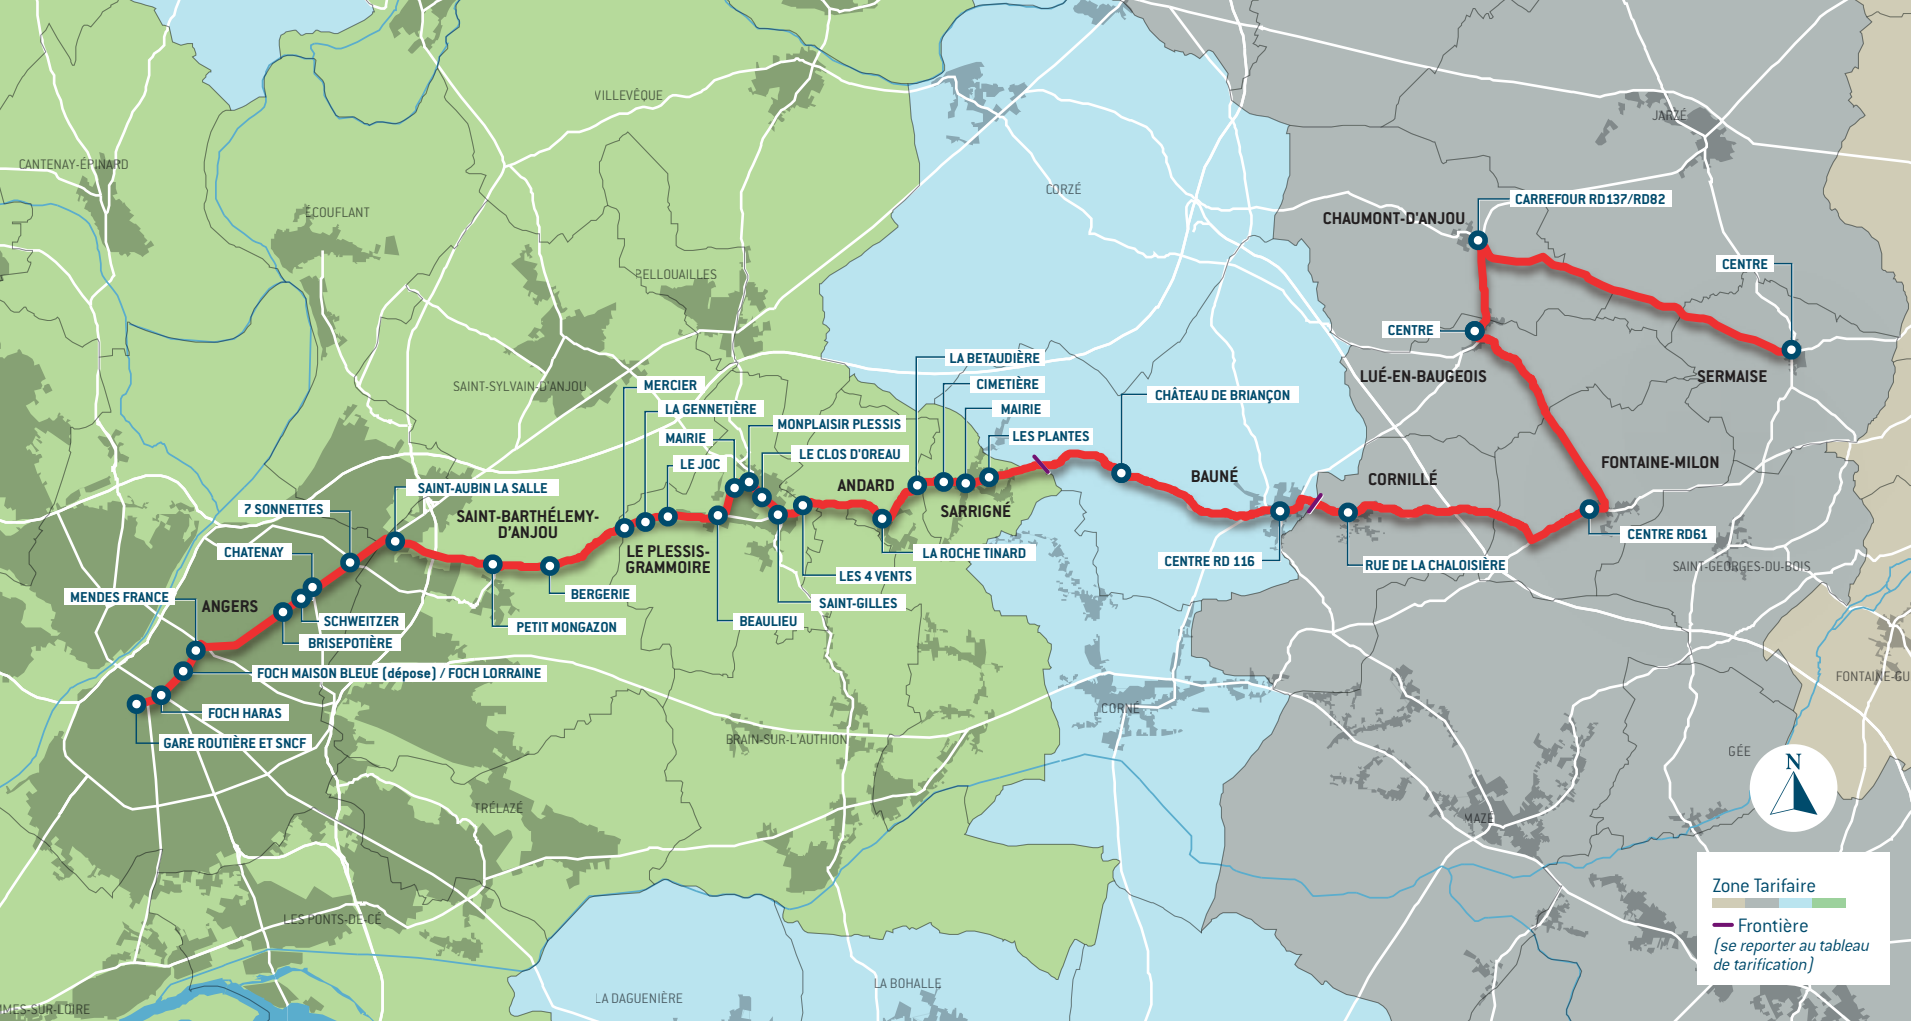 VILLEVÊQUE
JARZÉ
CANTENAY-ÉPINARD
CORZÉ
CARREFOUR RD137/RD82
ÉCOUFLANT
CHAUMONT-D'ANJOU
CENTRE
PELLOUAILLES
CENTRE
LA BETAUDIÈRE
SAINT-SYLVAIN-D'ANJOU
MERCIER
CIMETIÈRE
LUÉ-EN-BAUGEOIS
SERMAISE
CHÂTEAU DE BRIANÇON
LA GENNETIÈRE
MAIRIE
MONPLAISIR PLESSIS
MAIRIE
LES PLANTES
LE CLOS D'OREAU
LE JOC
FONTAINE-MILON
BAUNÉ
CORNILLÉ
ANDARD
SAINT-AUBIN LA SALLE
7 SONNETTES
SARRIGNÉ
SAINT-BARTHÉLEMY-
D'ANJOU
CENTRE RD61
CHATENAY
LE PLESSIS-
GRAMMOIRE
LA ROCHE TINARD
CENTRE RD 116
RUE DE LA CHALOISIÈRE
SAINT-GEORGES-DU-BOIS
LES 4 VENTS
MENDES FRANCE
BERGERIE
SAINT-GILLES
ANGERS
SCHWEITZER
BEAULIEU
PETIT MONGAZON
BRISEPOTIÈRE
FOCH MAISON BLEUE (dépose) / FOCH LORRAINE
FONTAINE-GU
CORNÉ
FOCH HARAS
GARE ROUTIÈRE ET SNCF
BRAIN-SUR-L'AUTHION
GÉE
N
TRÉLAZÉ
MAZÉ
Zone Tarifaire
LES PONTS-DE-CÉ
Frontière
(se reporter au tableau
de tarification)
LA BOHALLE
LA DAGUENIÈRE
MES-SUR-LOIRE